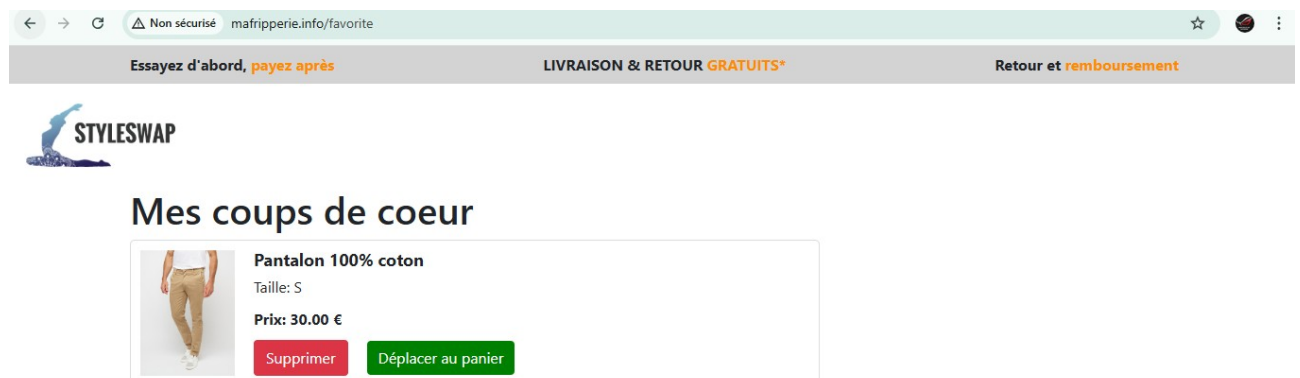 Non sécurisé mafripperie.info/favorite
Essayez d'abord, payez après LIVRAISON & RETOUR GRATUITS* Retour et remboursement
STYLESWAP
Mes coups de coeur
Pantalon 100% coton
Taille: S
Prix: 30.00 €
Supprimer Déplacer au panier